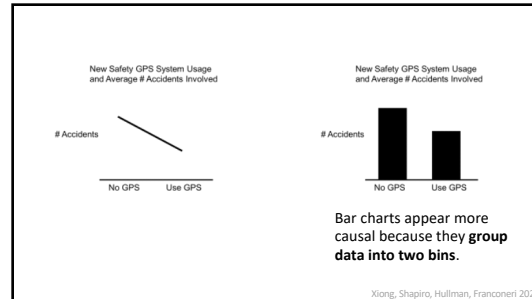 New Safety GPS System Usage
and Average # Accidents Involved
# Accidents
No GPS Use GPS
New Safety GPS System Usage
and Average # Accidents Involved
# Accidents
No GPS Use GPS
Bar charts appear more
causal because they group
data into two bins.
Xiong, Shapiro, Hullman, Franconeri 202